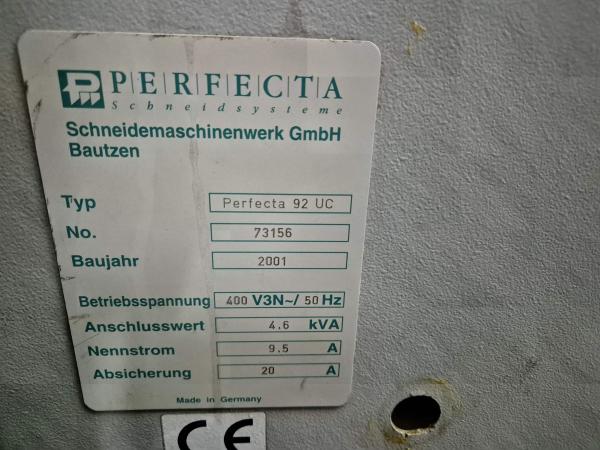 PERFECTA
Schneidsysteme
Schneidemaschinenwerk GmbH
Bautzen
Typ Perfecta 92 UC
No. 73156
Baujahr 2001
Betriebsspannung 400 V3N~/ 50 Hz
Anschlusswert 4.6 kVA
Nennstrom 9.5 A
Absicherung 20 A
Made in Germany
CE